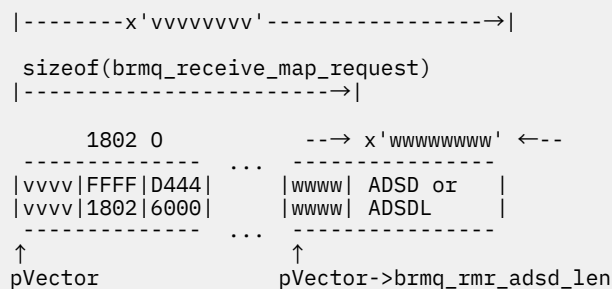 |--------x'vvvvvvvv'-----------------→|
sizeof(brmq_receive_map_request)
|------------------------→|
1802 O --→ x'wwwwwwww' ←--
-------------- ... ----------------
|vvvv|FFFF|D444| |wwww| ADSD or |
|vvvv|1802|6000| |wwww| ADSDL |
-------------- ... ----------------
↑ ↑
pVector pVector->brmq_rmr_adsd_len